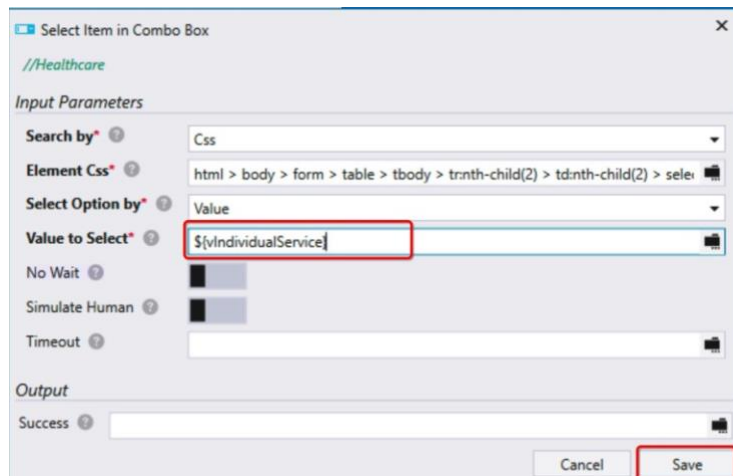 Select Item in Combo Box
//Healthcare
Input Parameters
Search by*
Css
Element Css*
html > body > form > table > tbody > tr:nth-child(2) > td:nth-child(2) > sele
Select Option by*
Value
Value to Select*
${vIndividualService}
No Wait
Simulate Human
Timeout
Output
Success
Cancel
Save